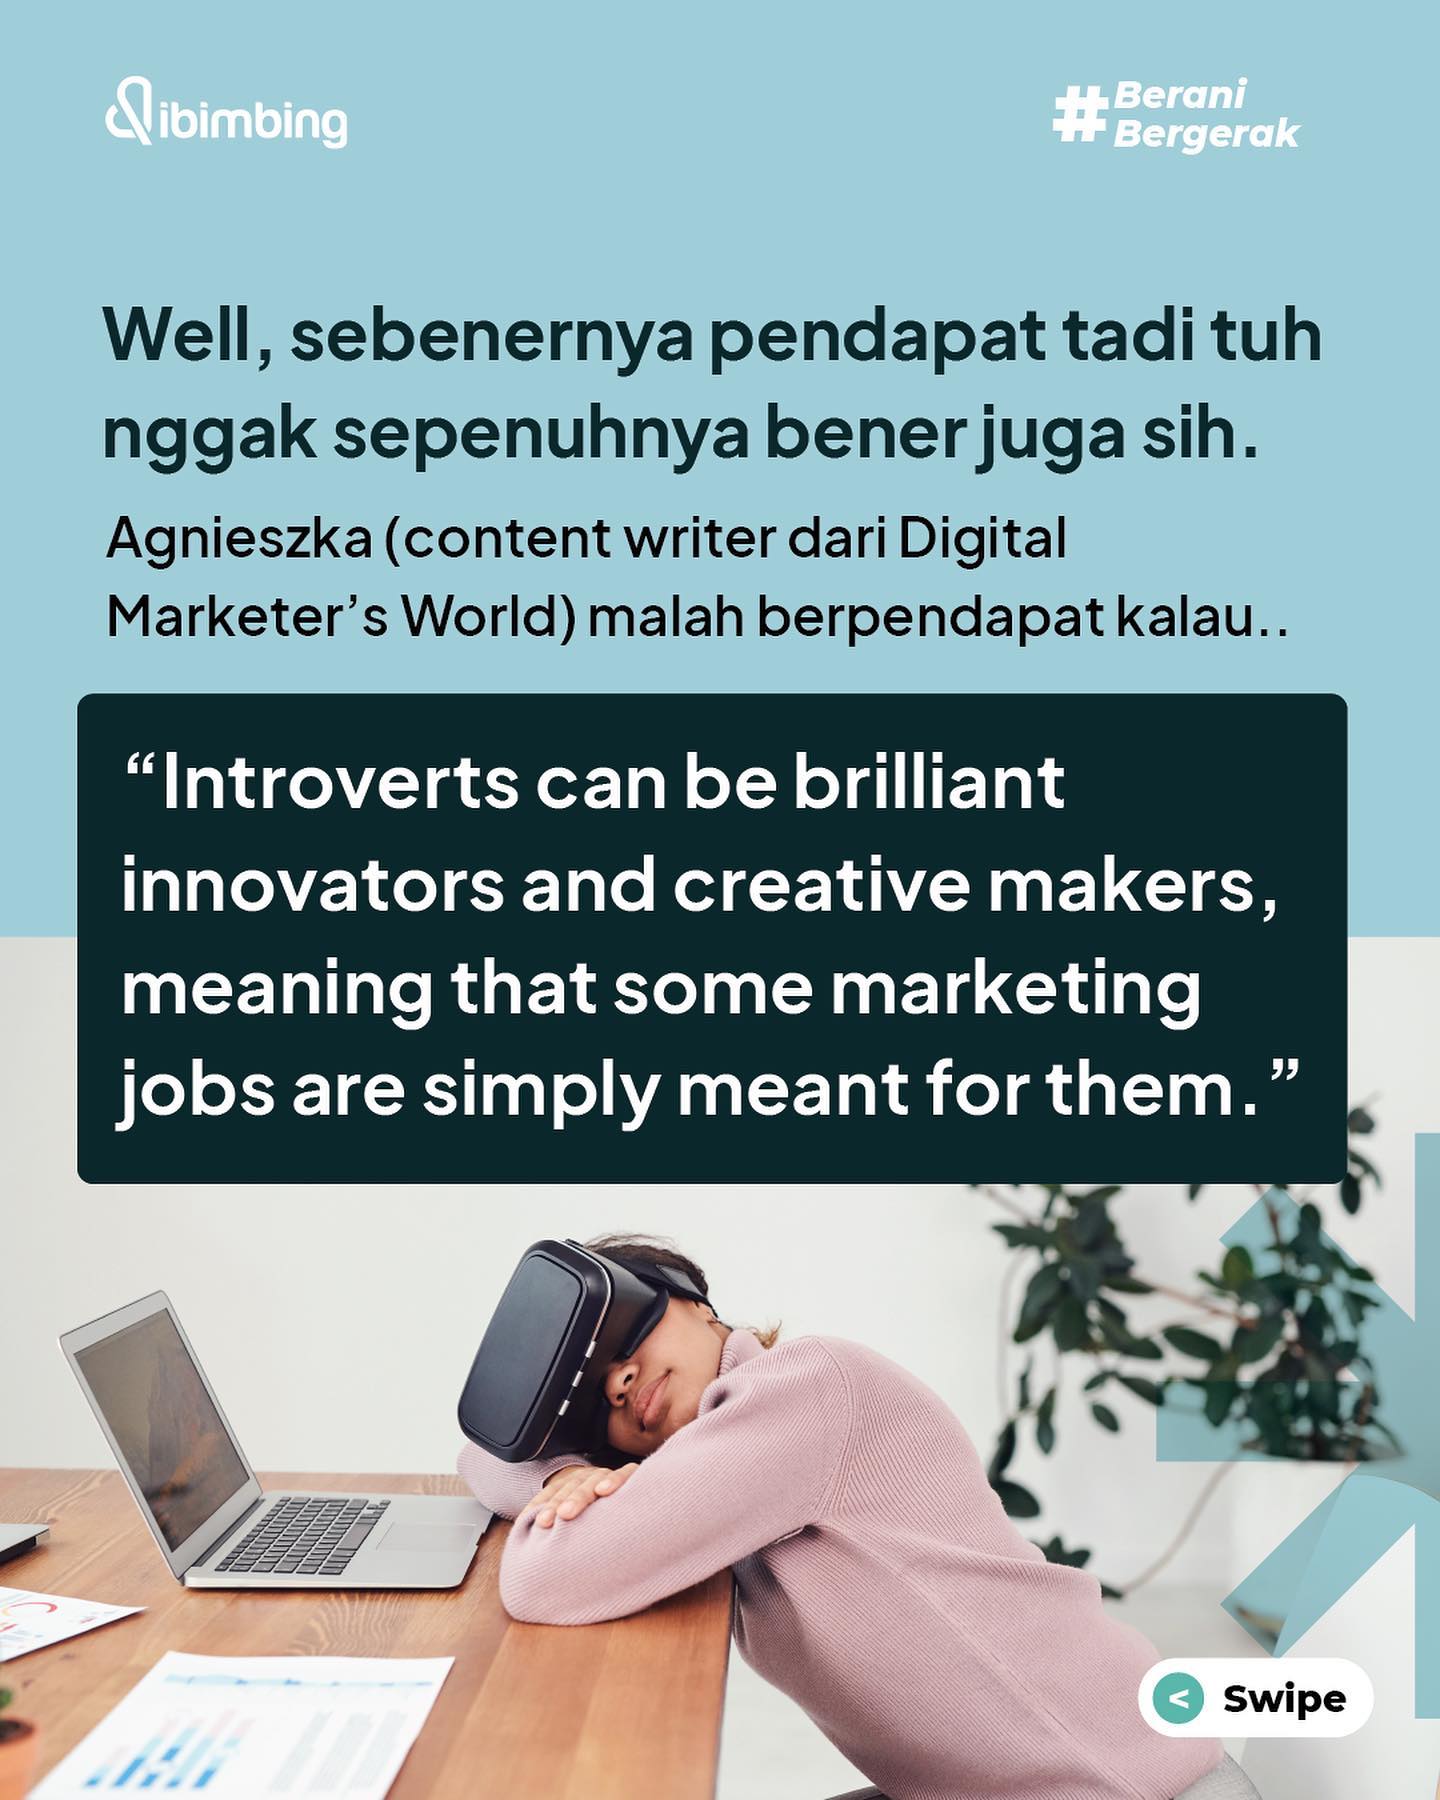 ibimbing
#Berani
Bergerak
Well, sebenernya pendapat tadi tuh
nggak sepenuhnya bener juga sih.
Agnieszka (content writer dari Digital
Marketer’s World) malah berpendapat kalau..
“Introverts can be brilliant
innovators and creative makers,
meaning that some marketing
jobs are simply meant for them.”
< Swipe